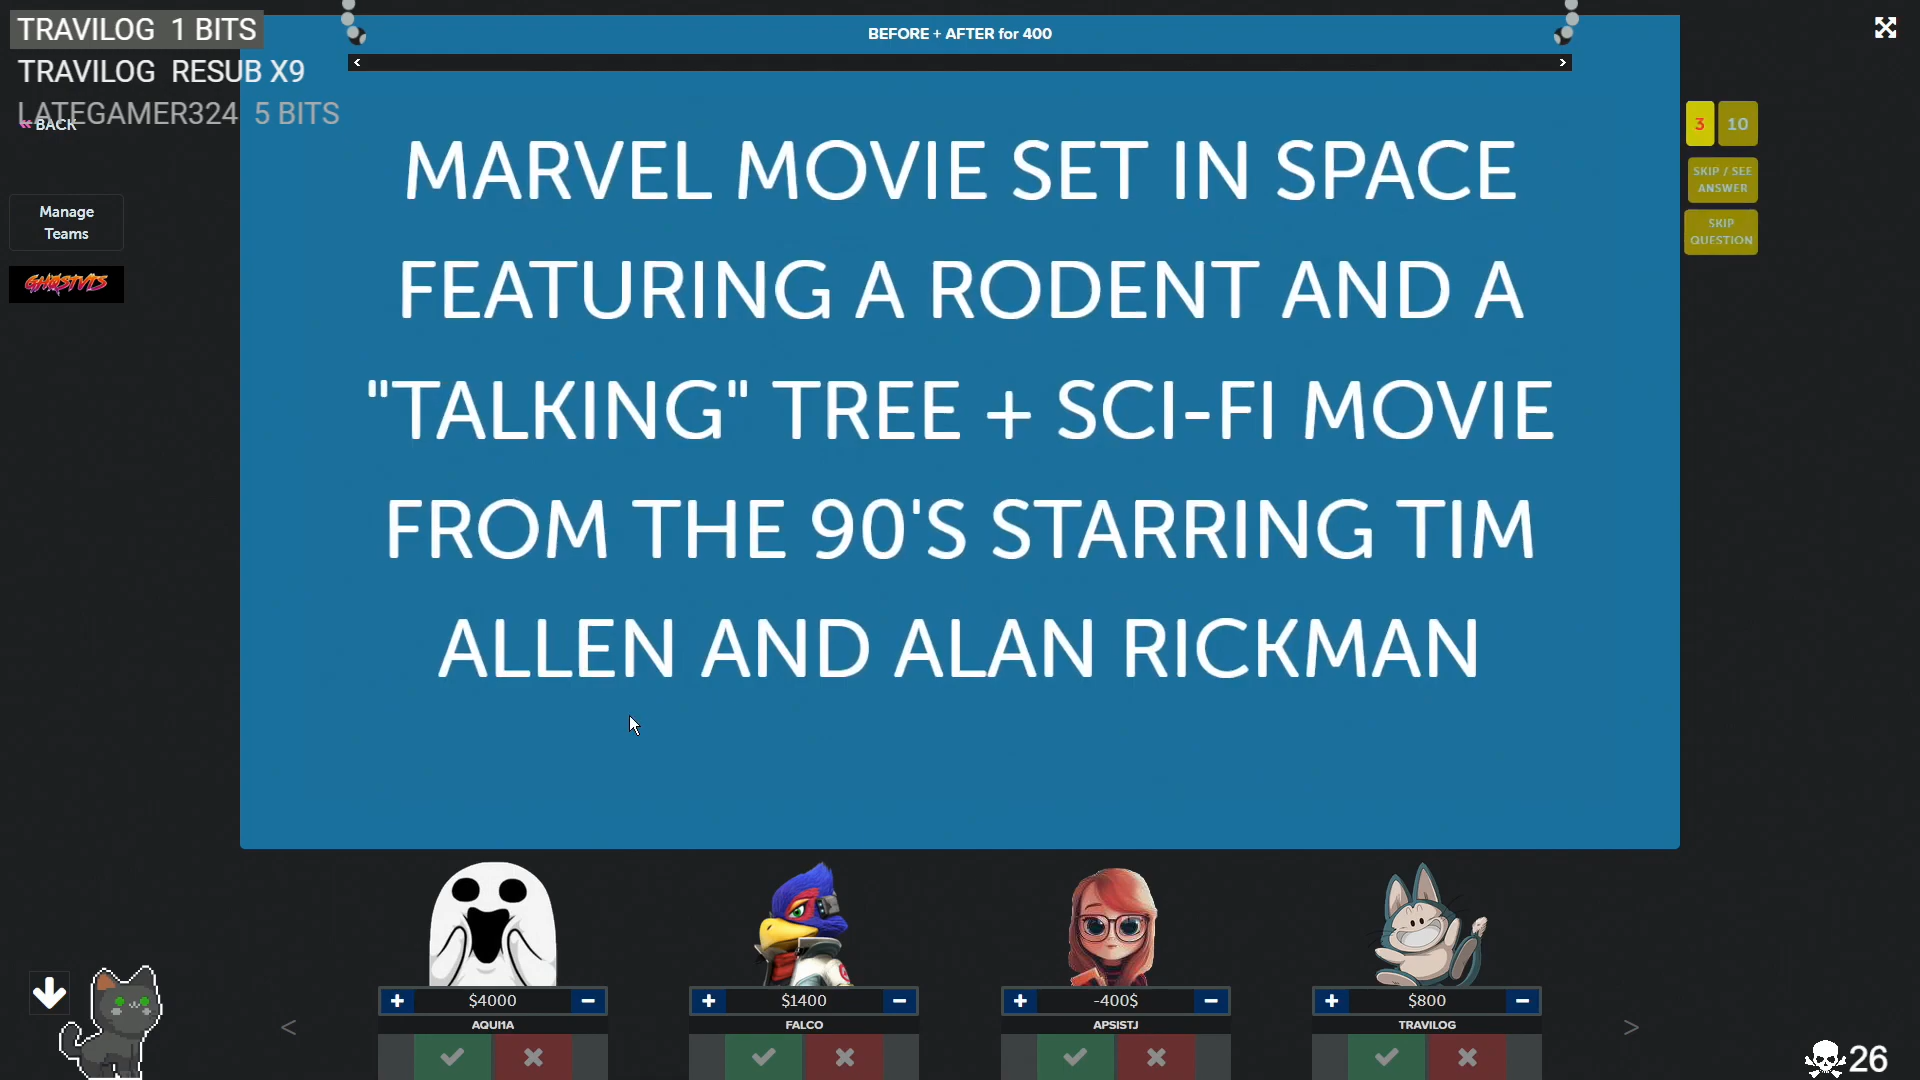 TRAVILOG 1 BITS
TRAVILOG RESUB X9
LATEGAMER324 5 BITS
« BACK
Manage
Teams
GHOSTVTS
BEFORE + AFTER for 400
< >
MARVEL MOVIE SET IN SPACE
FEATURING A RODENT AND A
"TALKING" TREE + SCI-FI MOVIE
FROM THE 90'S STARRING TIM
ALLEN AND ALAN RICKMAN
3 10
SKIP / SEE
ANSWER
SKIP
QUESTION
+ $4000 −
AQUI1A
+ $1400 −
FALCO
+ -400$ −
APSISTJ
+ $800 −
TRAVILOG
< >
26